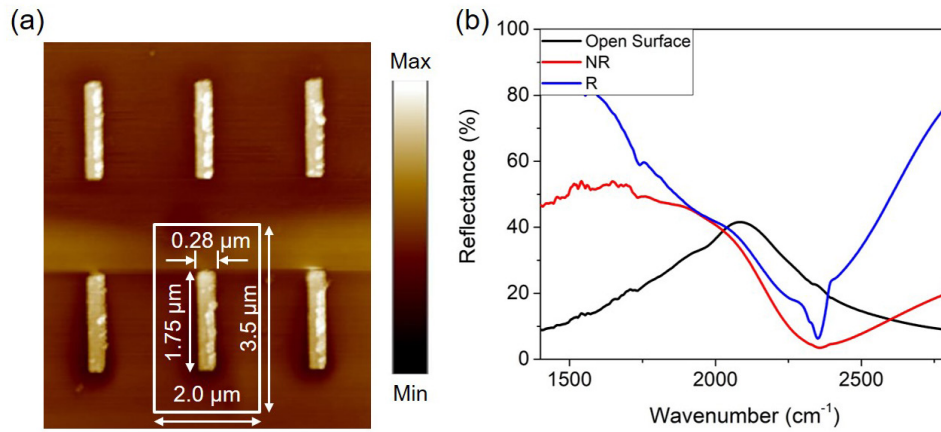 (a)
Max
Min
0.28 μm
1.75 μm
3.5 μm
2.0 μm
(b)
100
80
60
40
20
0
Reflectance (%)
Open Surface
NR
R
1500
2000
2500
Wavenumber (cm⁻¹)